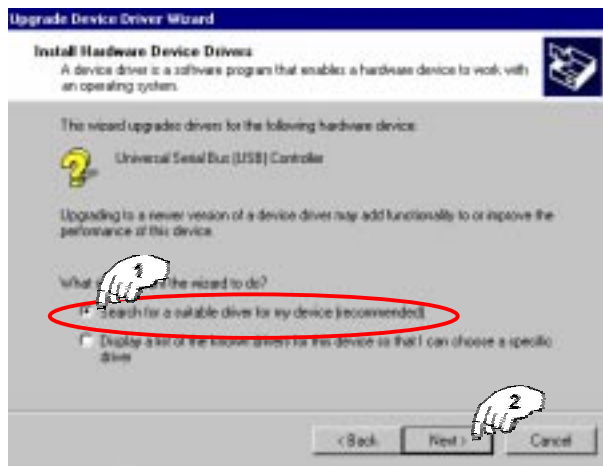 Upgrade Device Driver Wizard
Install Hardware Device Drivers
A device driver is a software program that enables a hardware device to work with
an operating system.
This wizard upgrades drivers for the following hardware device:
Universal Serial Bus (USB) Controller
Upgrading to a newer version of a device driver may add functionality to or improve the
performance of this device.
What the wizard to do?
1
Search for a suitable driver for my device (recommended)
Display a list of the known drivers for this device so that I can choose a specific
driver
2
< Back
Next >
Cancel